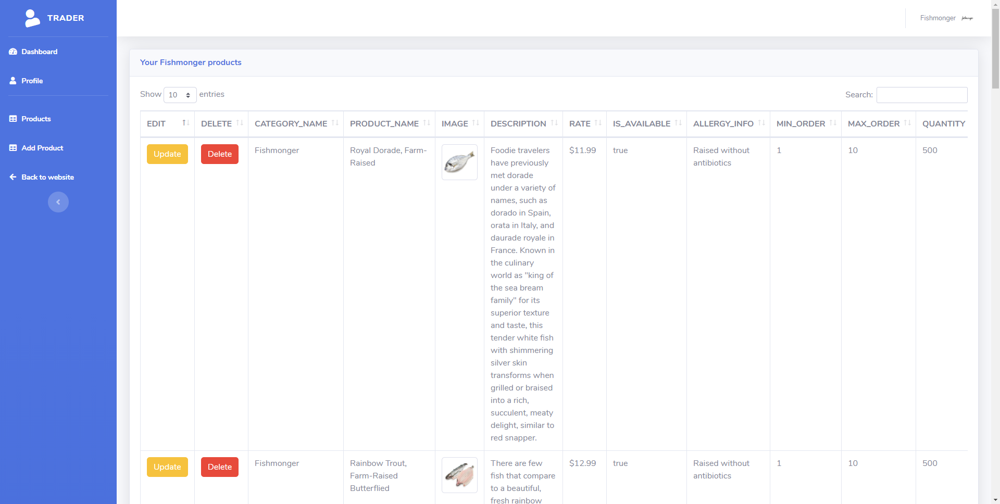 TRADER
Fishmonger
Dashboard
Profile
Products
Add Product
Back to website
Your Fishmonger products
Show 10 entries
Search:
EDIT DELETE CATEGORY_NAME PRODUCT_NAME IMAGE DESCRIPTION RATE IS_AVAILABLE ALLERGY_INFO MIN_ORDER MAX_ORDER QUANTITY
Update Delete Fishmonger Royal Dorade, Farm- Foodie travelers $11.99 true Raised without 1 10 500
Raised have previously antibiotics
met dorade
under a variety of
names, such as
dorado in Spain,
orata in Italy, and
daurade royale in
France. Known in
the culinary
world as "king of
the sea bream
family" for its
superior texture
and taste, this
tender white fish
with shimmering
silver skin
transforms when
grilled or braised
into a rich,
succulent, meaty
delight, similar to
red snapper.
Update Delete Fishmonger Rainbow Trout, There are few $12.99 true Raised without 1 10 500
Farm-Raised fish that compare antibiotics
Butterflied to a beautiful,
fresh rainbow